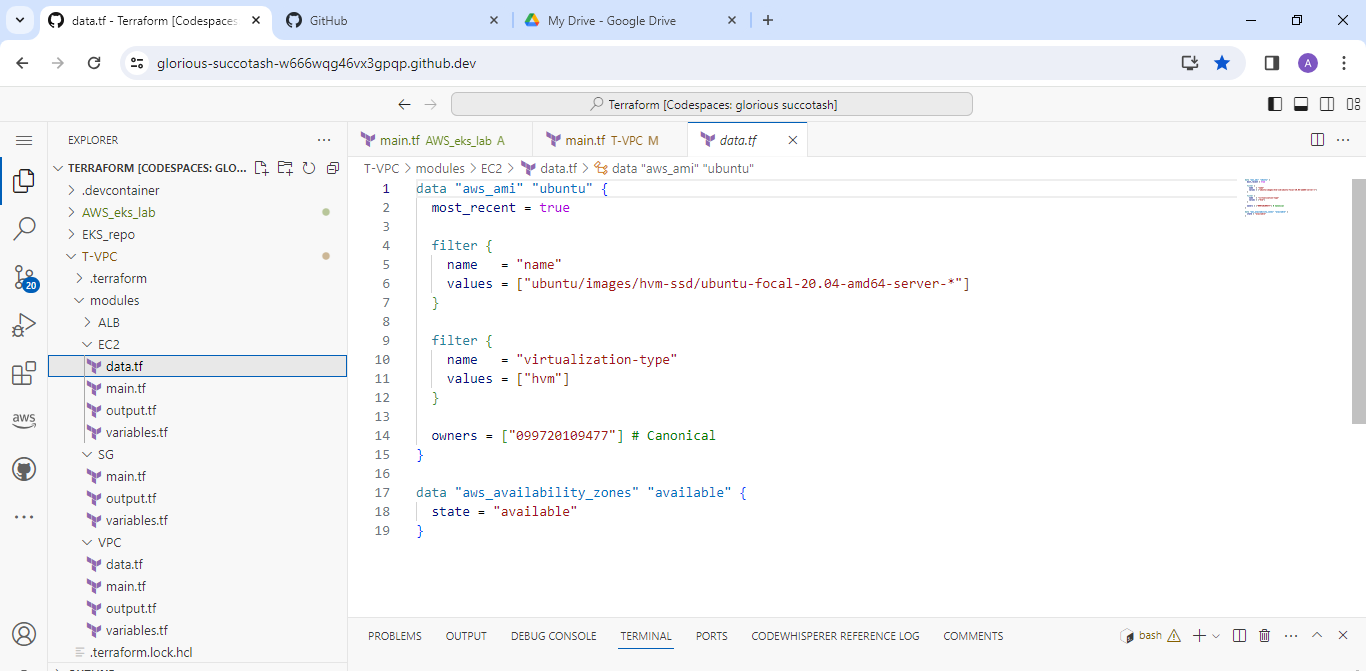 data.tf - Terraform [Codespaces
GitHub
My Drive - Google Drive
glorious-succotash-w666wqg46vx3gpqp.github.dev
A
Terraform [Codespaces: glorious succotash]
EXPLORER
main.tf AWS_eks_lab A
main.tf T-VPC M
data.tf
TERRAFORM [CODESPACES: GLO...
T-VPC > modules > EC2 > data.tf > data "aws_ami" "ubuntu"
.devcontainer
AWS_eks_lab
EKS_repo
T-VPC
.terraform
modules
ALB
EC2
data.tf
main.tf
output.tf
variables.tf
SG
main.tf
output.tf
variables.tf
VPC
data.tf
main.tf
output.tf
variables.tf
.terraform.lock.hcl
20
aws
1 data "aws_ami" "ubuntu" {
2 most_recent = true
3
4 filter {
5 name   = "name"
6 values = ["ubuntu/images/hvm-ssd/ubuntu-focal-20.04-amd64-server-*"]
7 }
8
9 filter {
10 name   = "virtualization-type"
11 values = ["hvm"]
12 }
13
14 owners = ["099720109477"] # Canonical
15 }
16
17 data "aws_availability_zones" "available" {
18 state = "available"
19 }
PROBLEMS OUTPUT DEBUG CONSOLE TERMINAL PORTS CODEWHISPERER REFERENCE LOG COMMENTS
bash